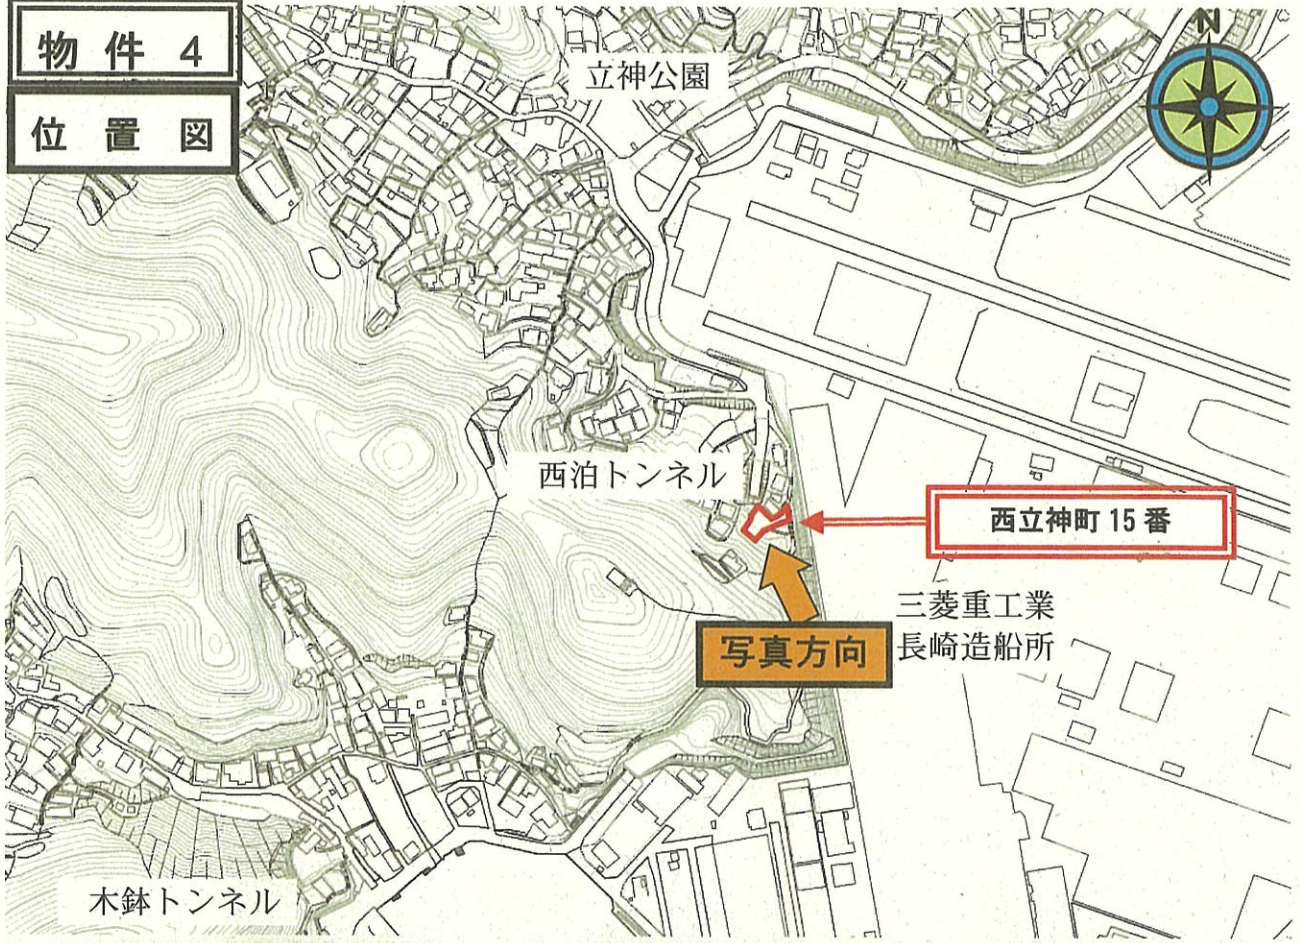 物件 4
位置図
N
立神公園
西泊トンネル
西立神町 15 番
三菱重工業
長崎造船所
写真方向
木鉢トンネル